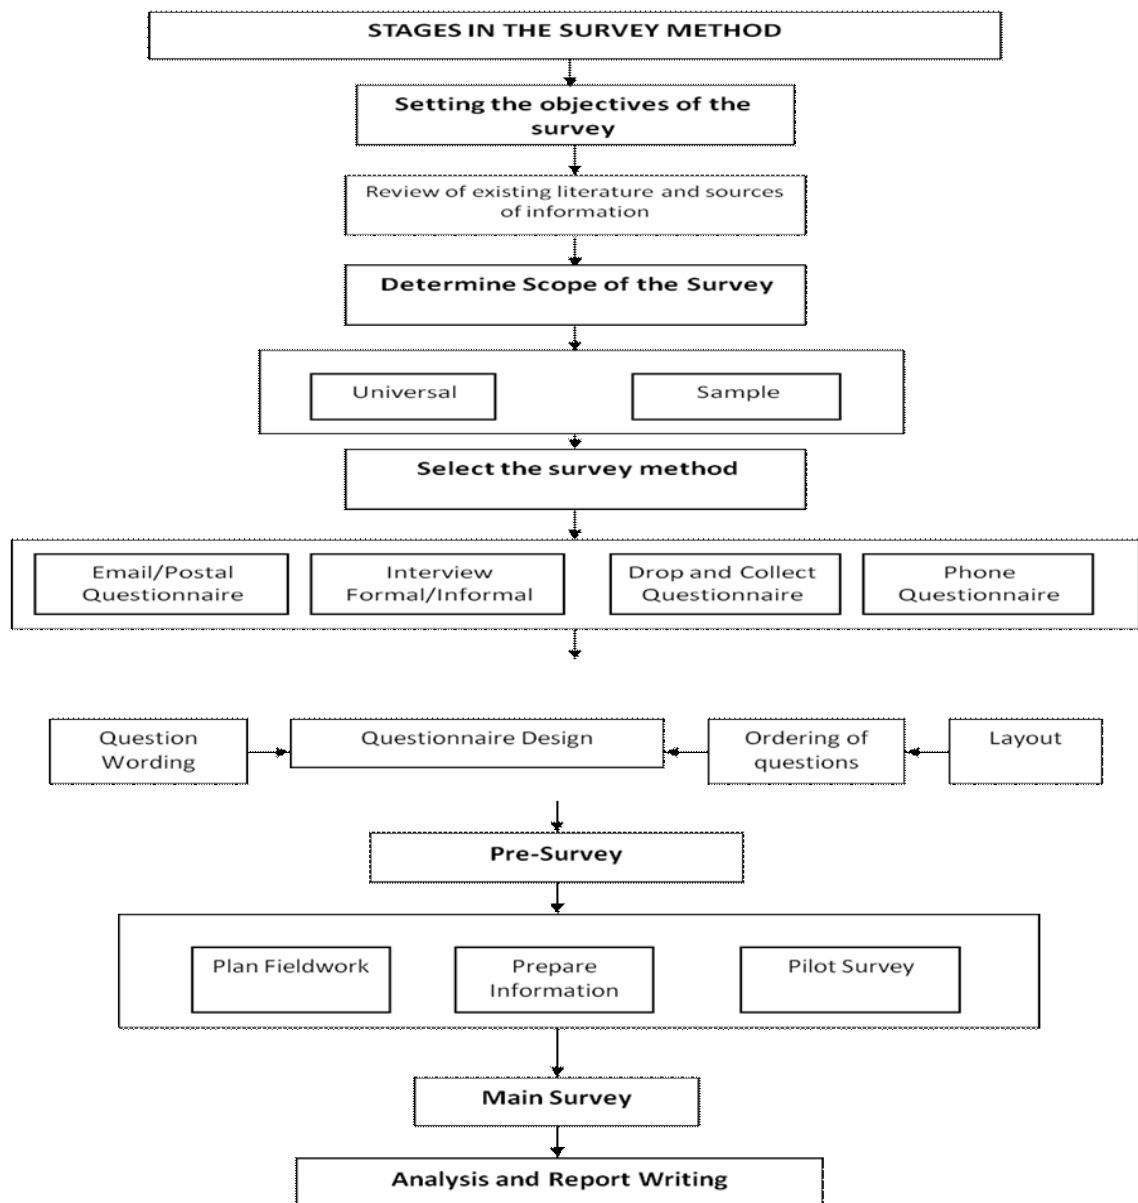 STAGES IN THE SURVEY METHOD
Setting the objectives of the
survey
Review of existing literature and sources
of information
Determine Scope of the Survey
Universal
Sample
Select the survey method
Email/Postal
Questionnaire
Interview
Formal/Informal
Drop and Collect
Questionnaire
Phone
Questionnaire
Question
Wording
Questionnaire Design
Ordering of
questions
Layout
Pre-Survey
Plan Fieldwork
Prepare
Information
Pilot Survey
Main Survey
Analysis and Report Writing